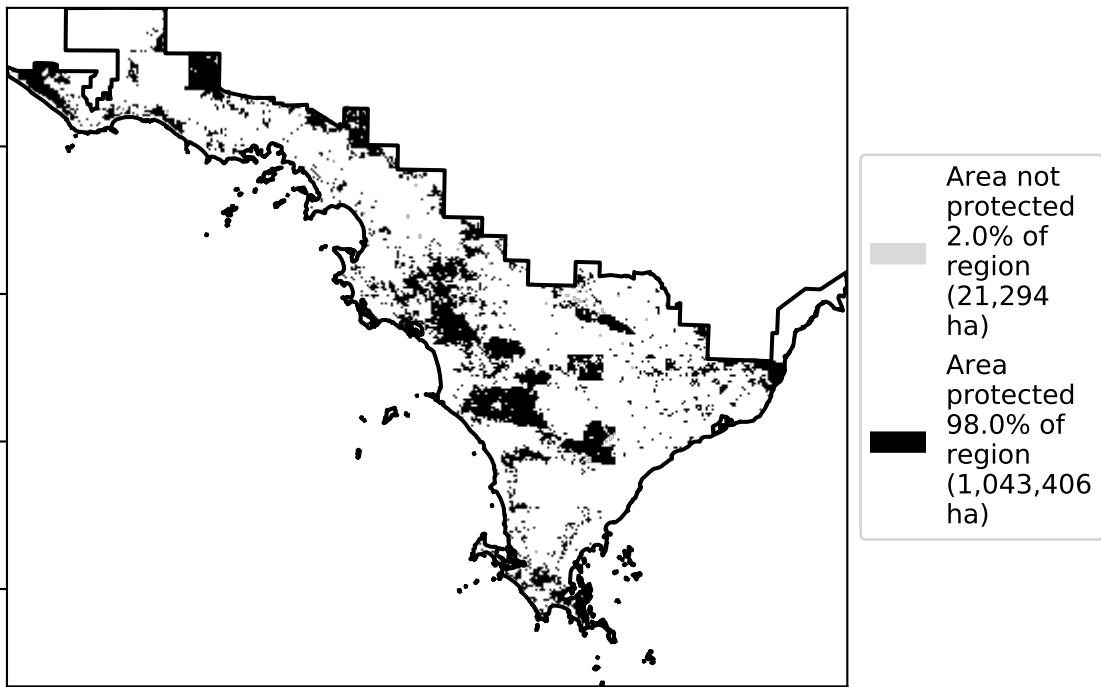 Area not
protected
2.0% of
region
(21,294
ha)
Area
protected
98.0% of
region
(1,043,406
ha)